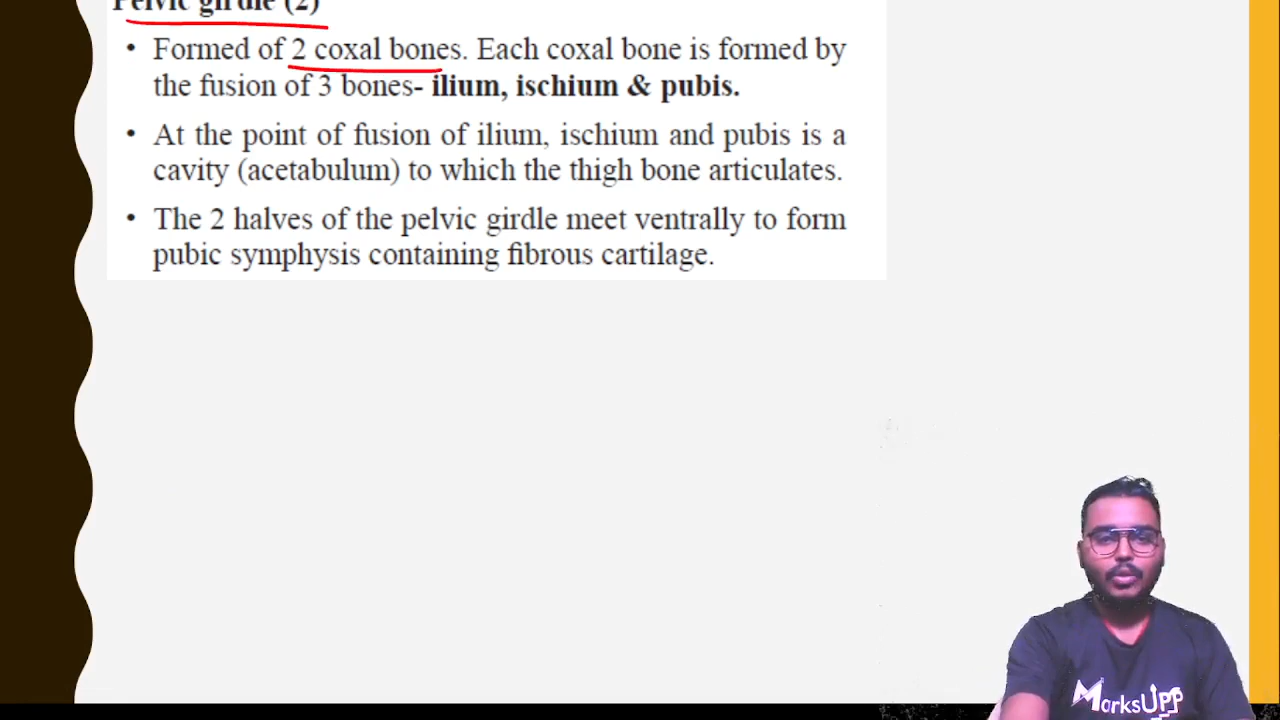 Pelvic girdle (2)
• Formed of 2 coxal bones. Each coxal bone is formed by
the fusion of 3 bones- ilium, ischium & pubis.
• At the point of fusion of ilium, ischium and pubis is a
cavity (acetabulum) to which the thigh bone articulates.
• The 2 halves of the pelvic girdle meet ventrally to form
pubic symphysis containing fibrous cartilage.
MarksUpp